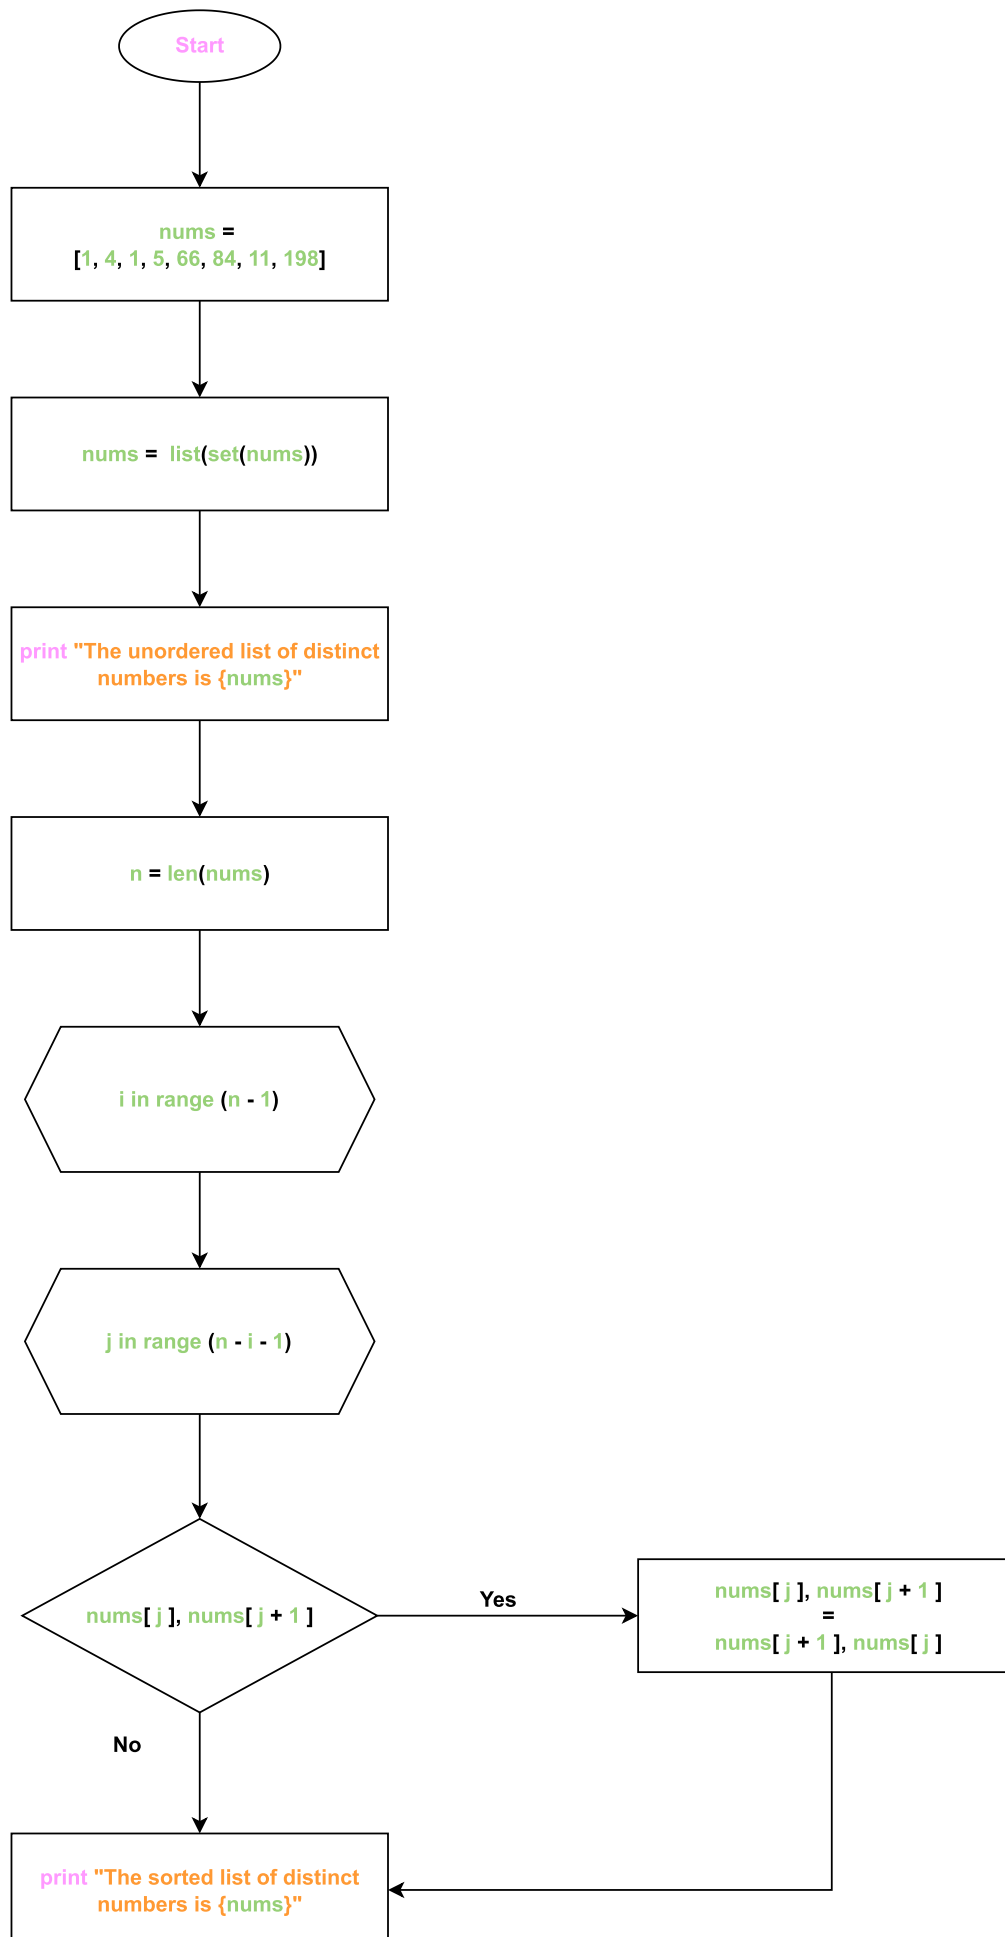 Start
nums =
[1, 4, 1, 5, 66, 84, 11, 198]
nums =  list(set(nums))
print "The unordered list of distinct
numbers is {nums}"
n = len(nums)
i in range (n - 1)
j in range (n - i - 1)
nums[ j ], nums[ j + 1 ]
Yes
nums[ j ], nums[ j + 1 ]
=
nums[ j + 1 ], nums[ j ]
No
print "The sorted list of distinct
numbers is {nums}"